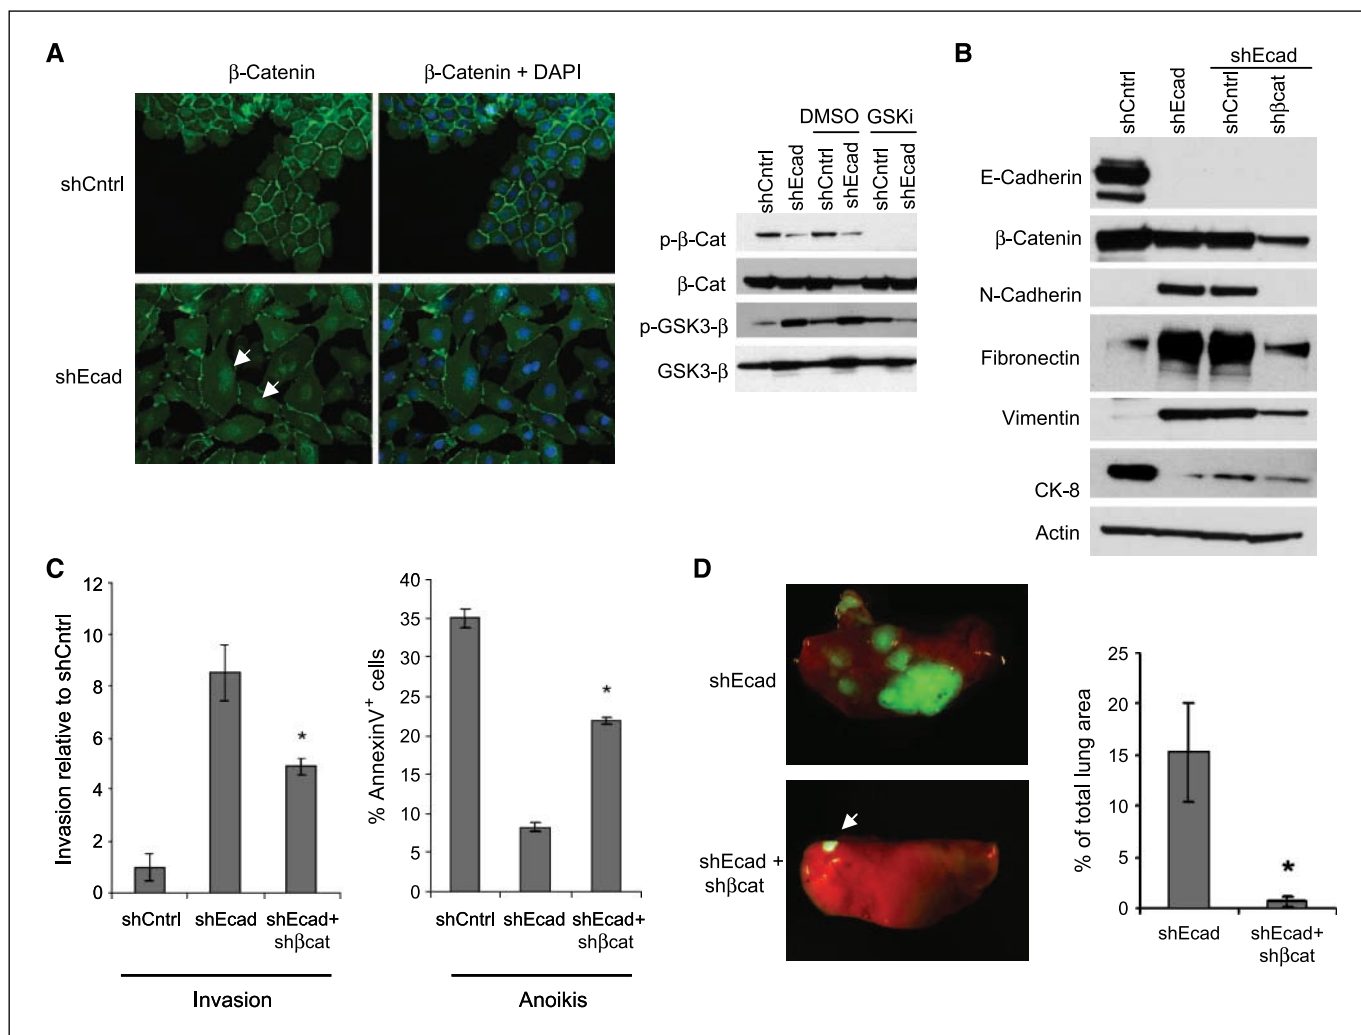 A
β-Catenin
β-Catenin + DAPI
shCntrl
shEcad
DMSO GSKi
shCntrl
shEcad
shCntrl
shEcad
shCntrl
shEcad
p-β-Cat
β-Cat
p-GSK3-β
GSK3-β
B
shEcad
shCntrl
shEcad
shCntrl
shβcat
E-Cadherin
β-Catenin
N-Cadherin
Fibronectin
Vimentin
CK-8
Actin
C
Invasion relative to shCntrl
12
10
8
6
4
2
0
*
shCntrl shEcad shEcad+
shβcat
Invasion
% AnnexinV+ cells
40
35
30
25
20
15
10
5
0
*
shCntrl shEcad shEcad+
shβcat
Anoikis
D
shEcad
shEcad +
shβcat
% of total lung area
25
20
15
10
5
0
*
shEcad shEcad+
shβcat